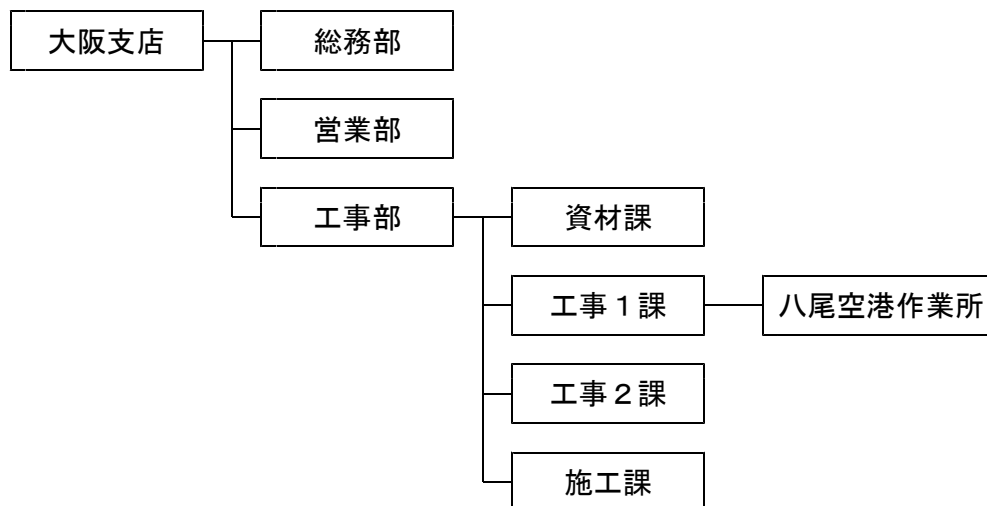 大阪支店
総務部
営業部
工事部
資材課
工事１課
八尾空港作業所
工事２課
施工課